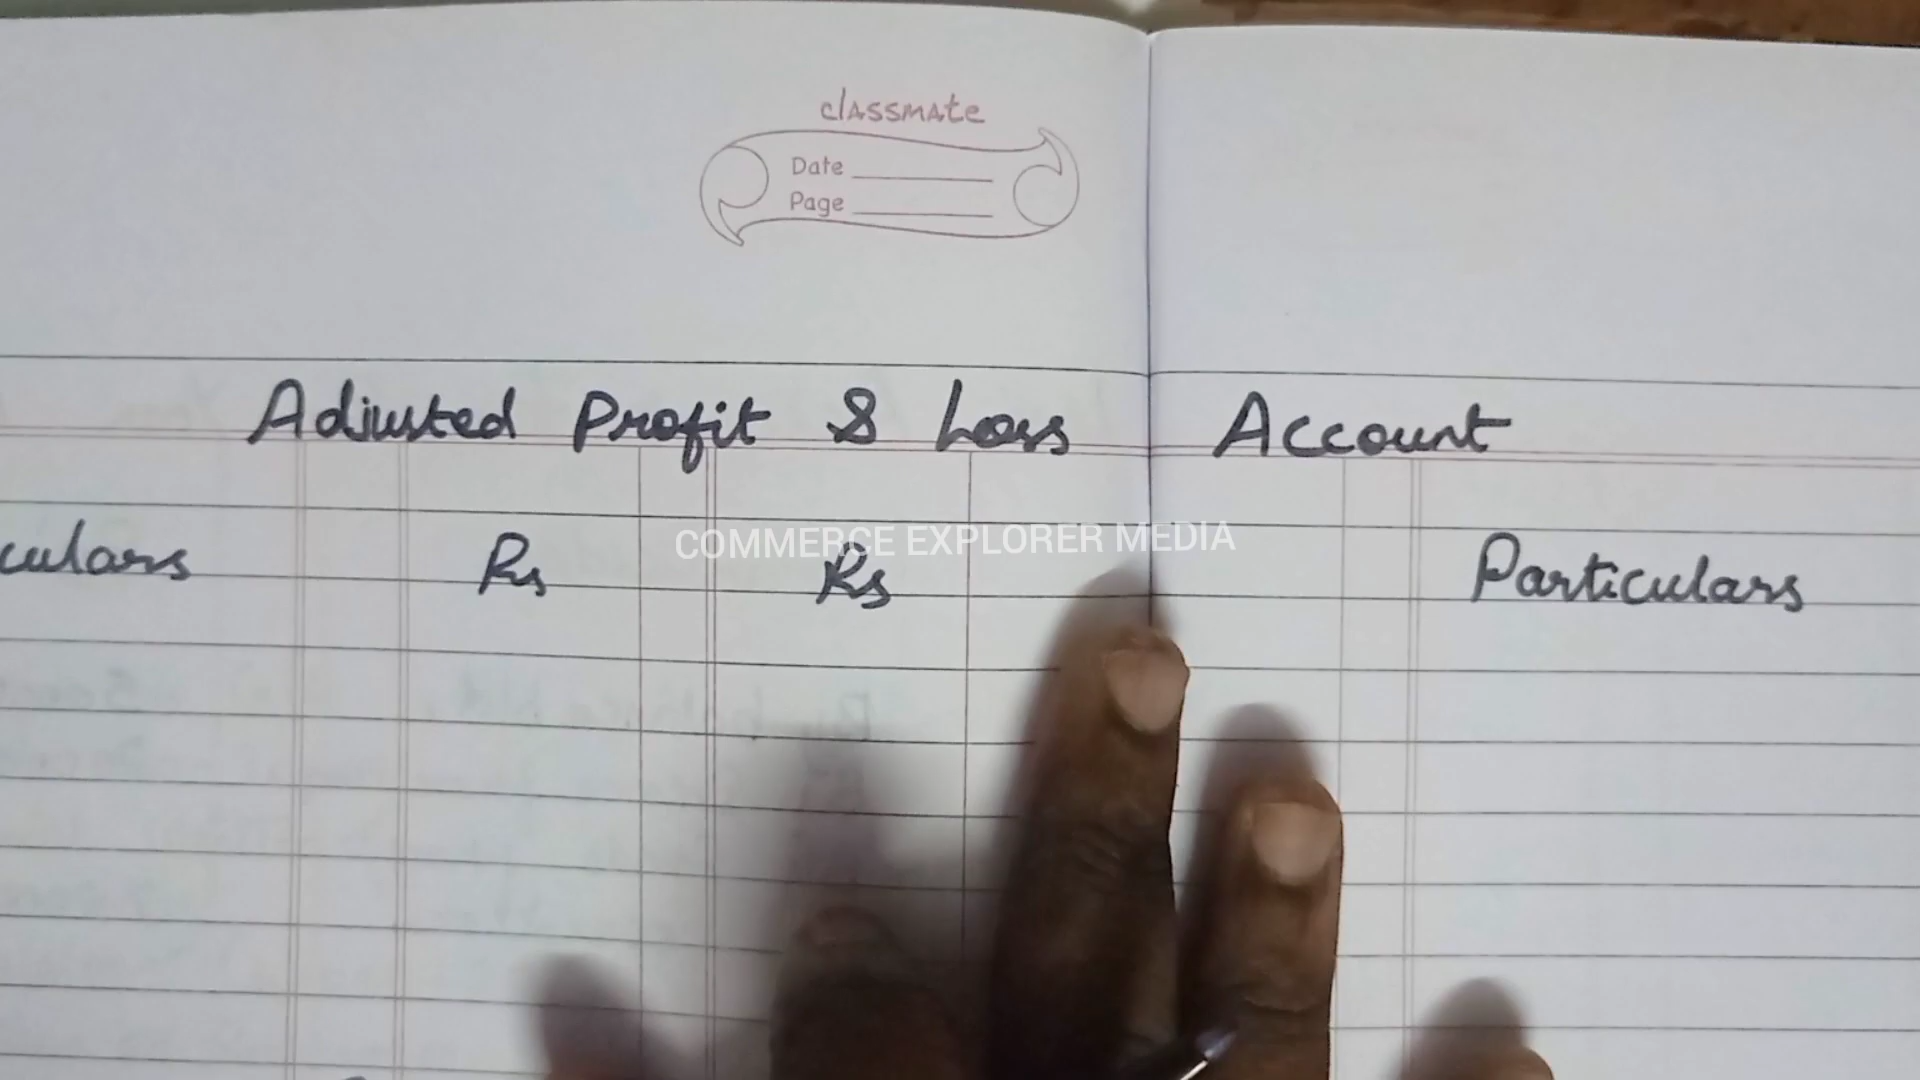 classmate
Date
Page
Adjusted Profit & Loss Account
culars Rs Rs Particulars
COMMERCE EXPLORER MEDIA